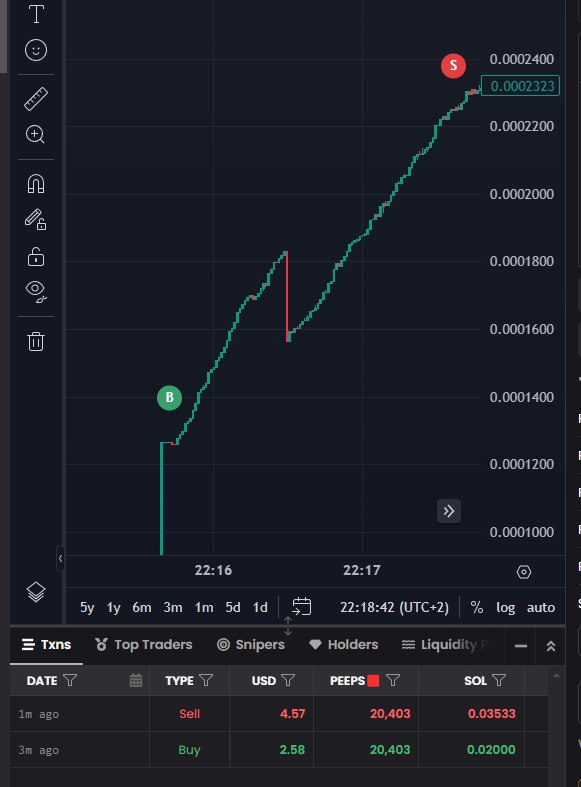 T
S
0.0002400
0.0002323
0.0002200
0.0002000
0.0001800
0.0001600
B
0.0001400
0.0001200
0.0001000
22:16 22:17
5y 1y 6m 3m 1m 5d 1d 22:18:42 (UTC+2) % log auto
Txns Top Traders Snipers Holders Liquidity
DATE TYPE USD PEEPS SOL
1m ago Sell 4.57 20,403 0.03533
3m ago Buy 2.58 20,403 0.02000